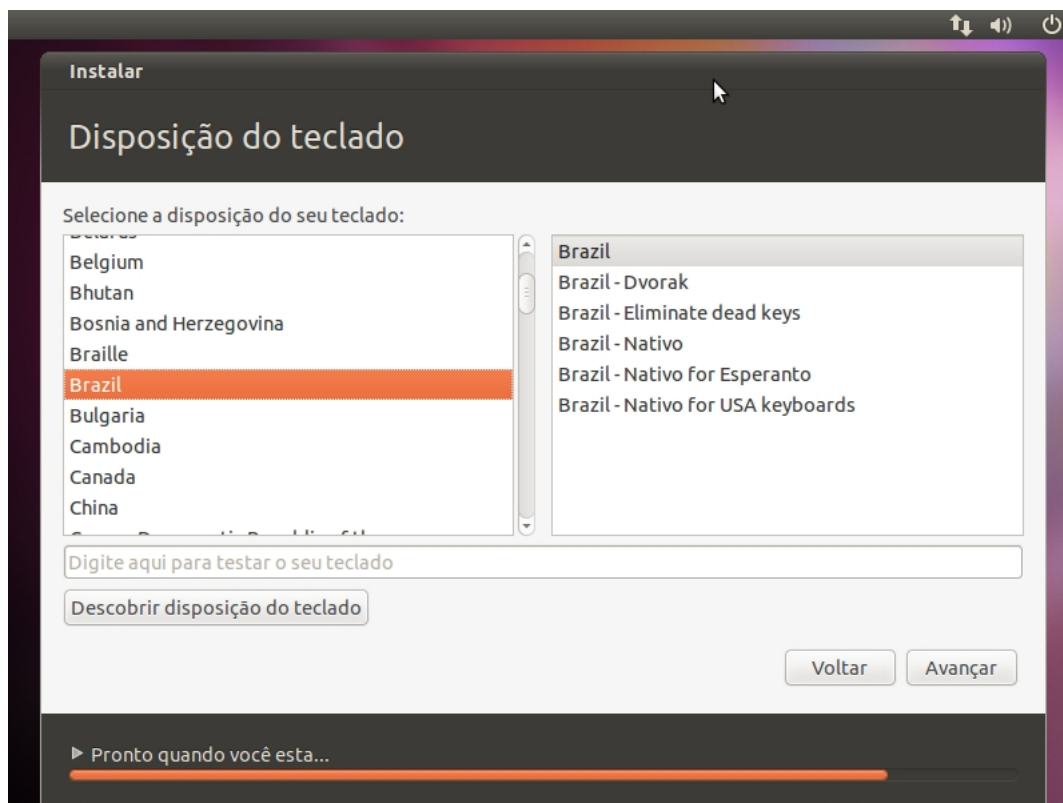 Instalar
Disposição do teclado
Selecione a disposição do seu teclado:
Belarus
Belgium
Bhutan
Bosnia and Herzegovina
Braille
Brazil
Bulgaria
Cambodia
Canada
China
Brazil
Brazil - Dvorak
Brazil - Eliminate dead keys
Brazil - Nativo
Brazil - Nativo for Esperanto
Brazil - Nativo for USA keyboards
Digite aqui para testar o seu teclado
Descobrir disposição do teclado
Voltar
Avançar
Pronto quando você esta...